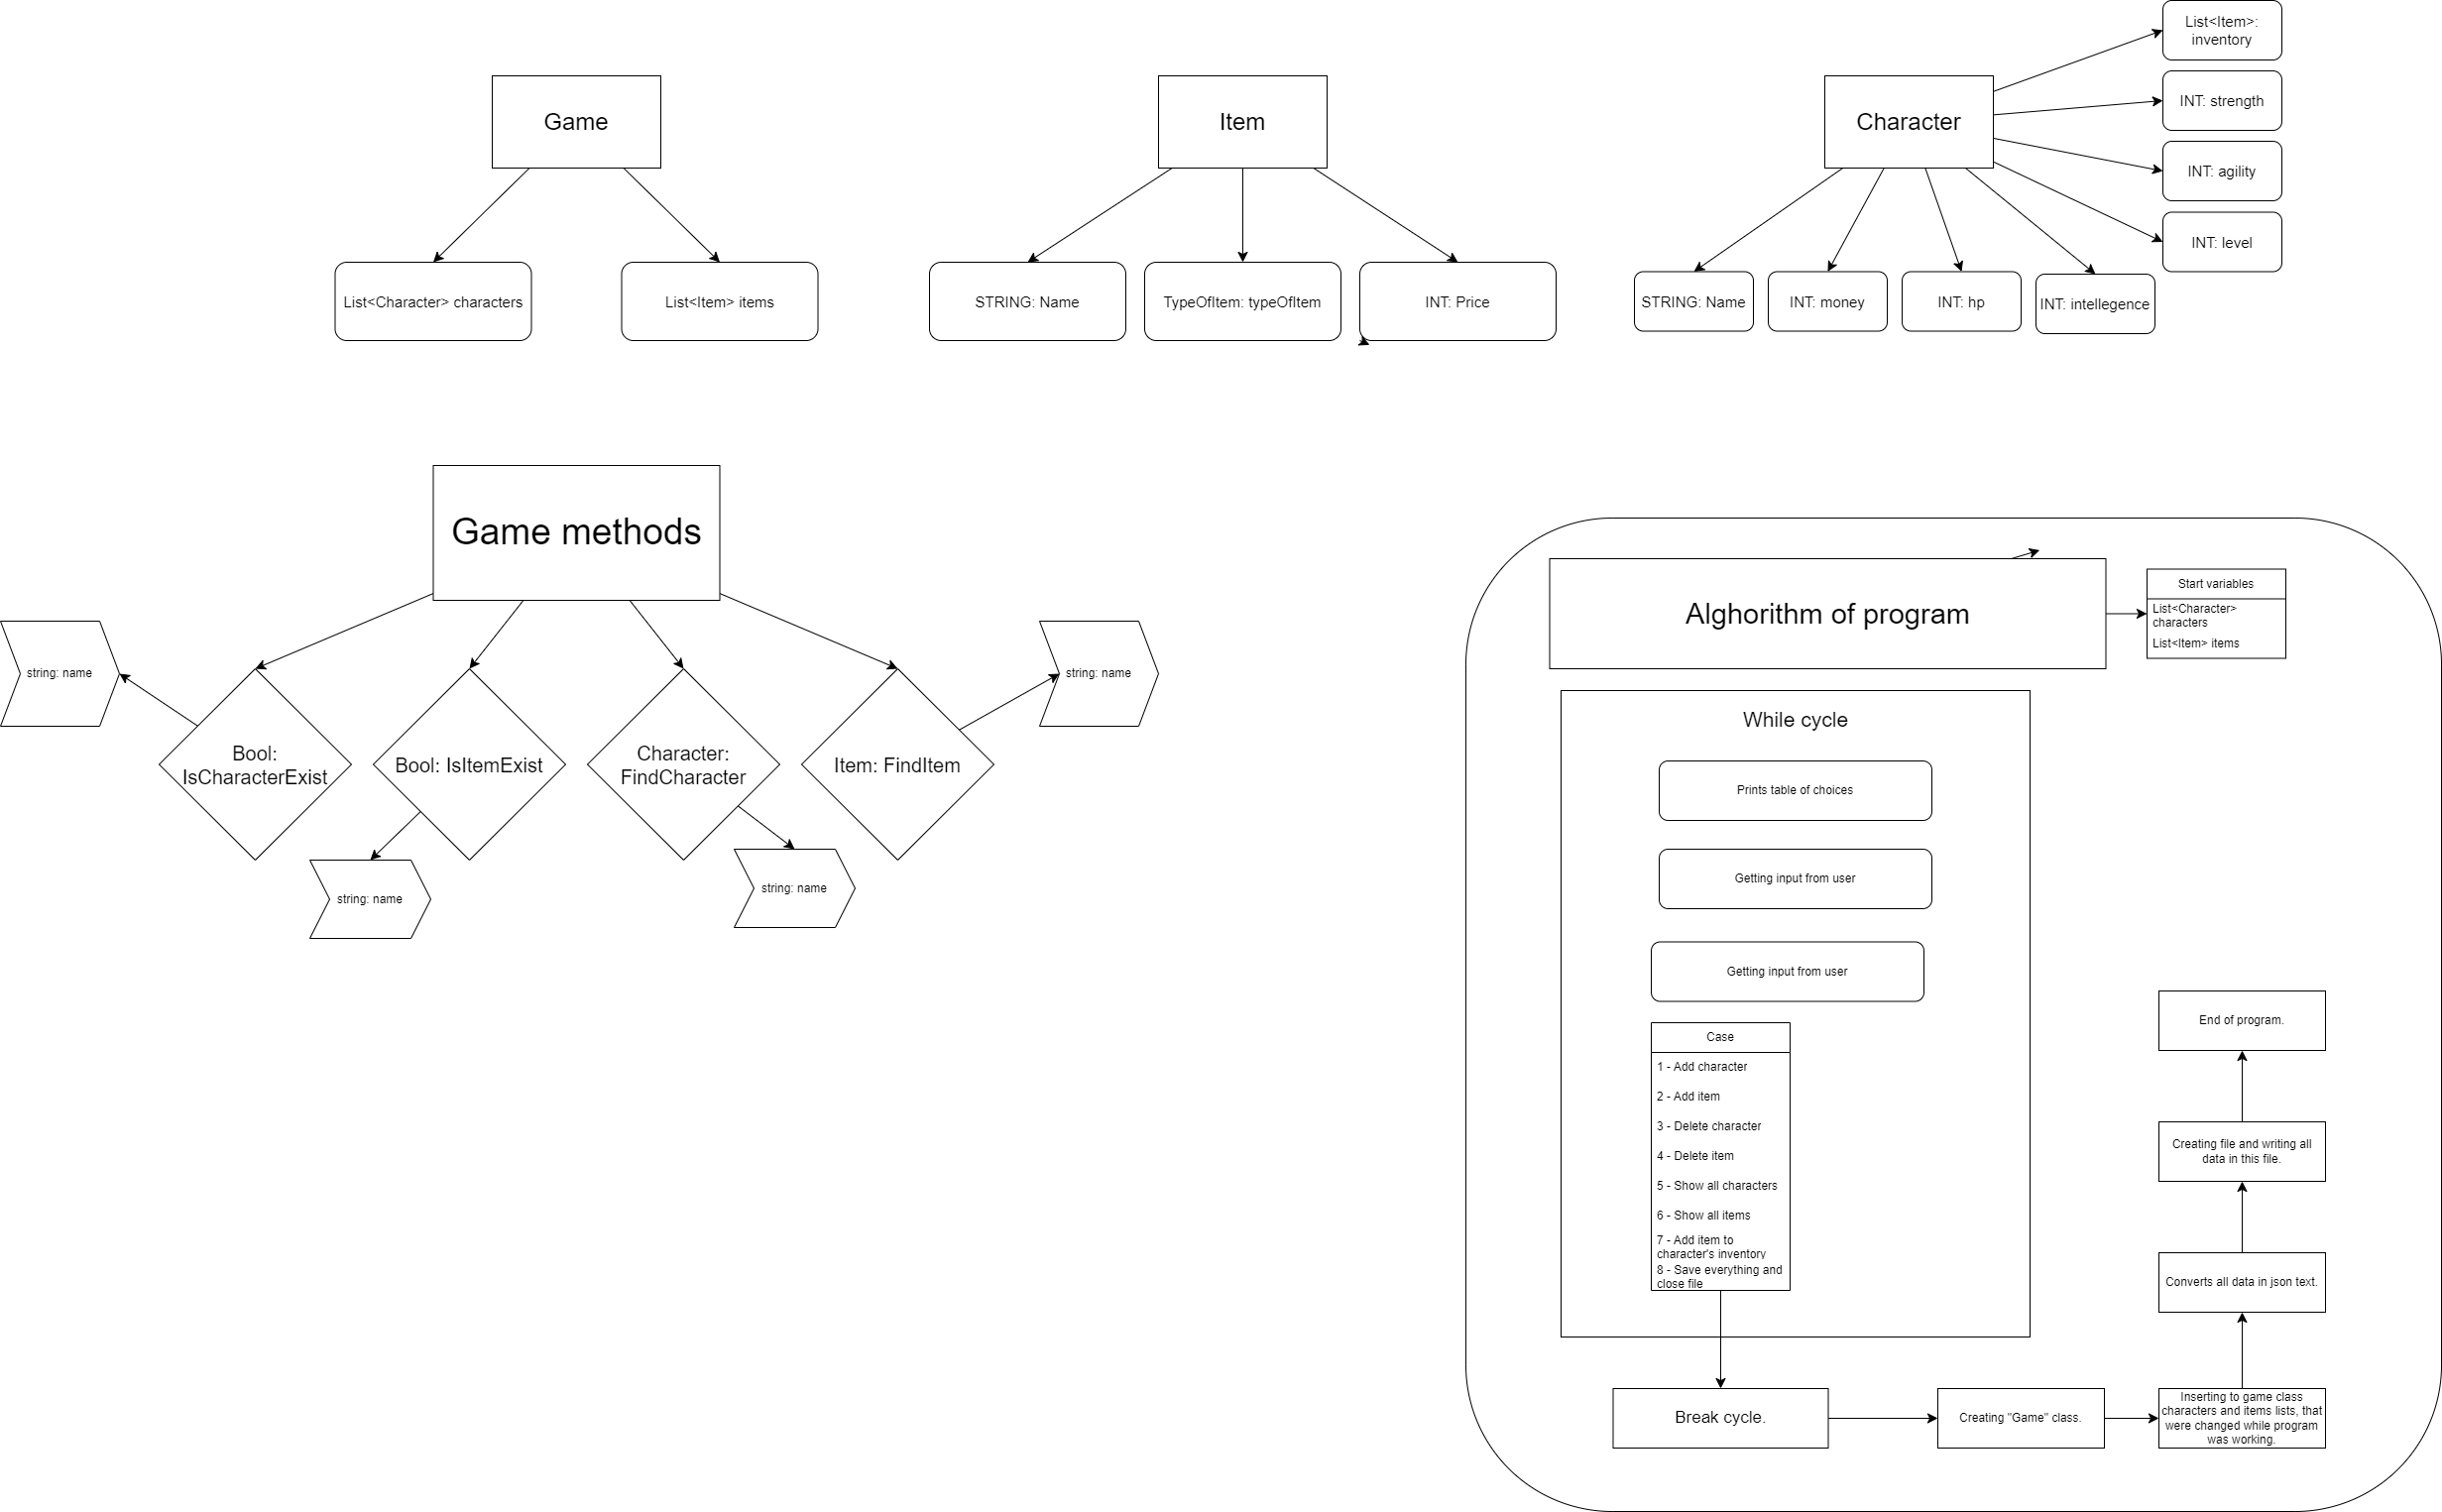 Game
List<Character> characters
List<Item> items
Item
STRING: Name
TypeOfItem: typeOfItem
INT: Price
Character
List<Item>:
inventory
INT: strength
INT: agility
INT: level
STRING: Name
INT: money
INT: hp
INT: intellegence
Game methods
string: name
Bool:
IsCharacterExist
Bool: IsItemExist
string: name
Character:
FindCharacter
string: name
Item: FindItem
string: name
Alghorithm of program
Start variables
List<Character>
characters
List<Item> items
While cycle
Prints table of choices
Getting input from user
Getting input from user
Case
1 - Add character
2 - Add item
3 - Delete character
4 - Delete item
5 - Show all characters
6 - Show all items
7 - Add item to
character's inventory
8 - Save everything and
close file
Break cycle.
Creating "Game" class.
Inserting to game class
characters and items lists, that
were changed while program
was working.
Converts all data in json text.
Creating file and writing all
data in this file.
End of program.